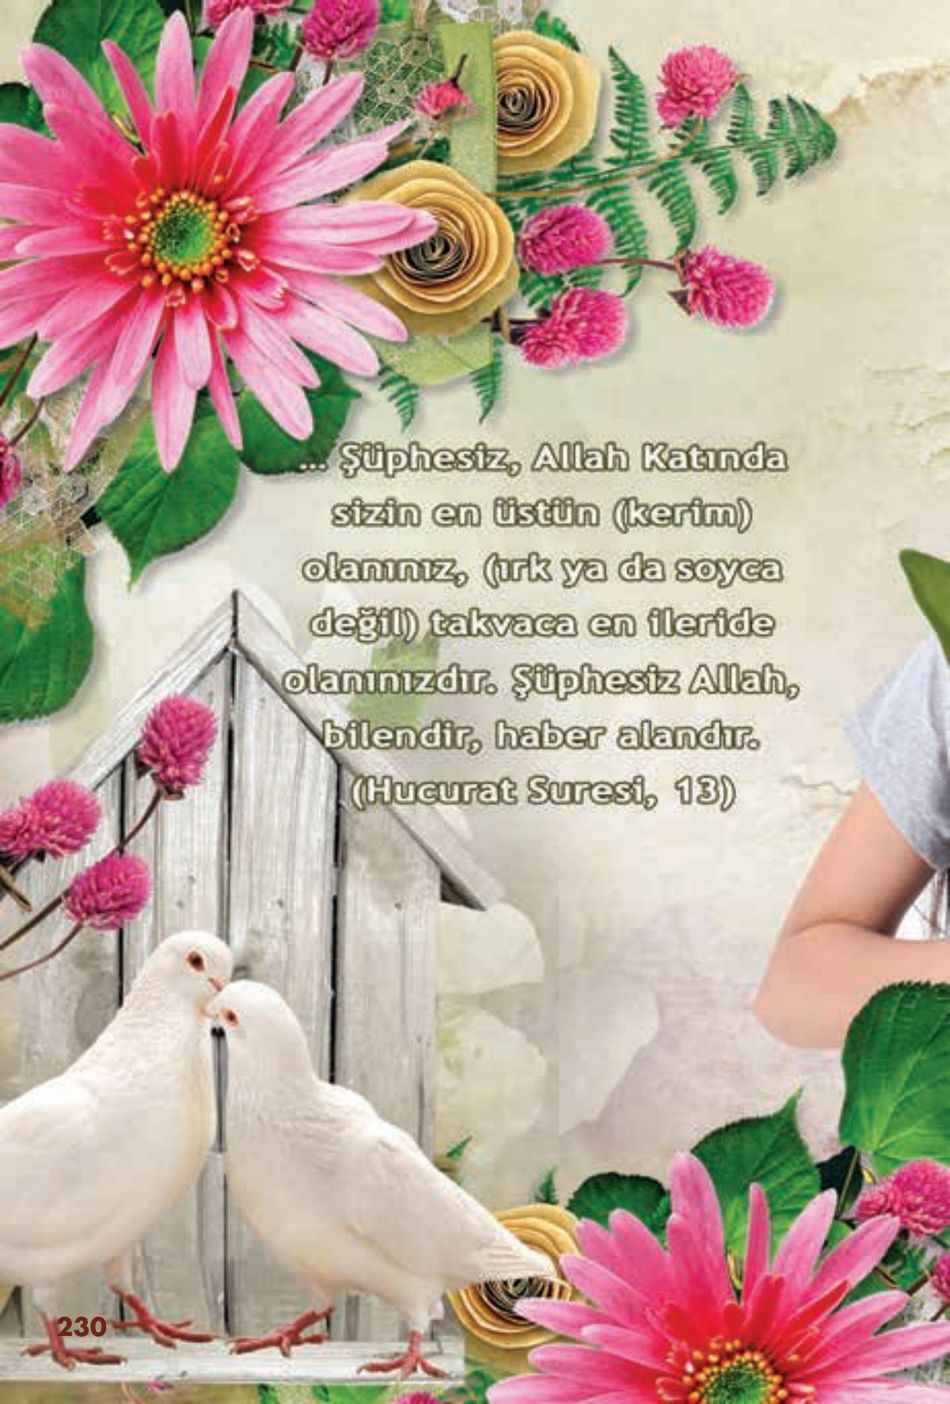 ... Şüphesiz, Allah Katında
sizin en üstün (kerim)
olanınız, (ırk ya da soyca
değil) takvaca en ileride
olanınızdır. Şüphesiz Allah,
bilendir, haber alandır.
(Hucurat Suresi, 13)
230